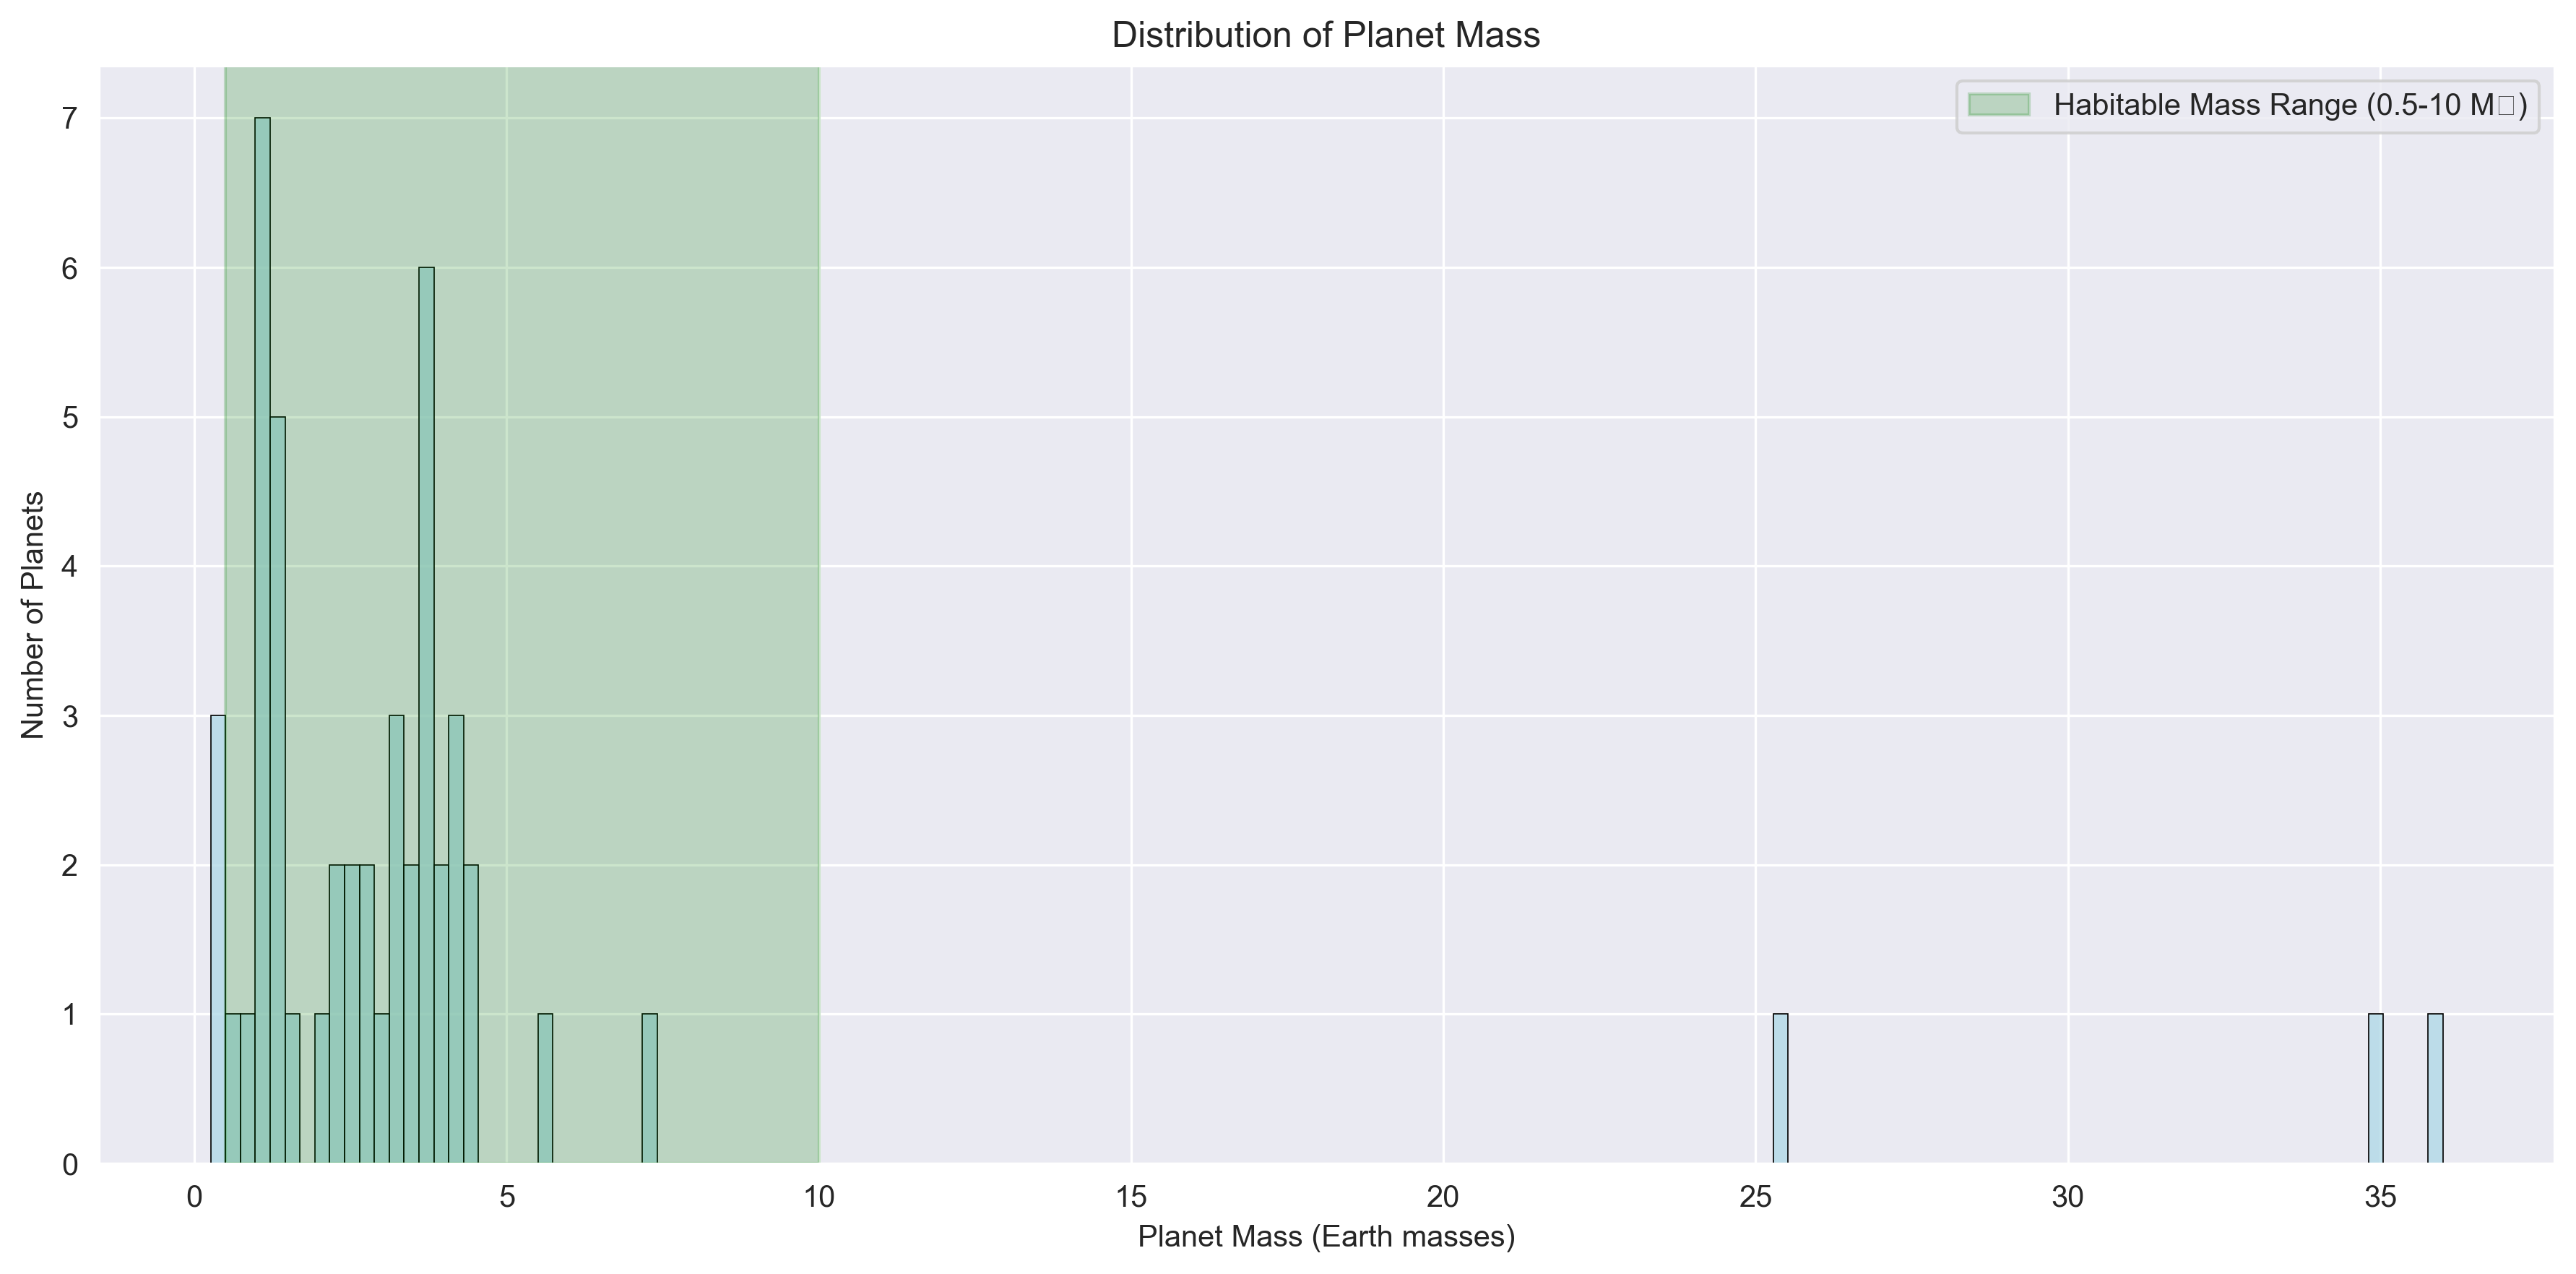 Distribution of Planet Mass
Habitable Mass Range (0.5-10 M▯)
Number of Planets
7
6
5
4
3
2
1
0
0 5 10 15 20 25 30 35
Planet Mass (Earth masses)